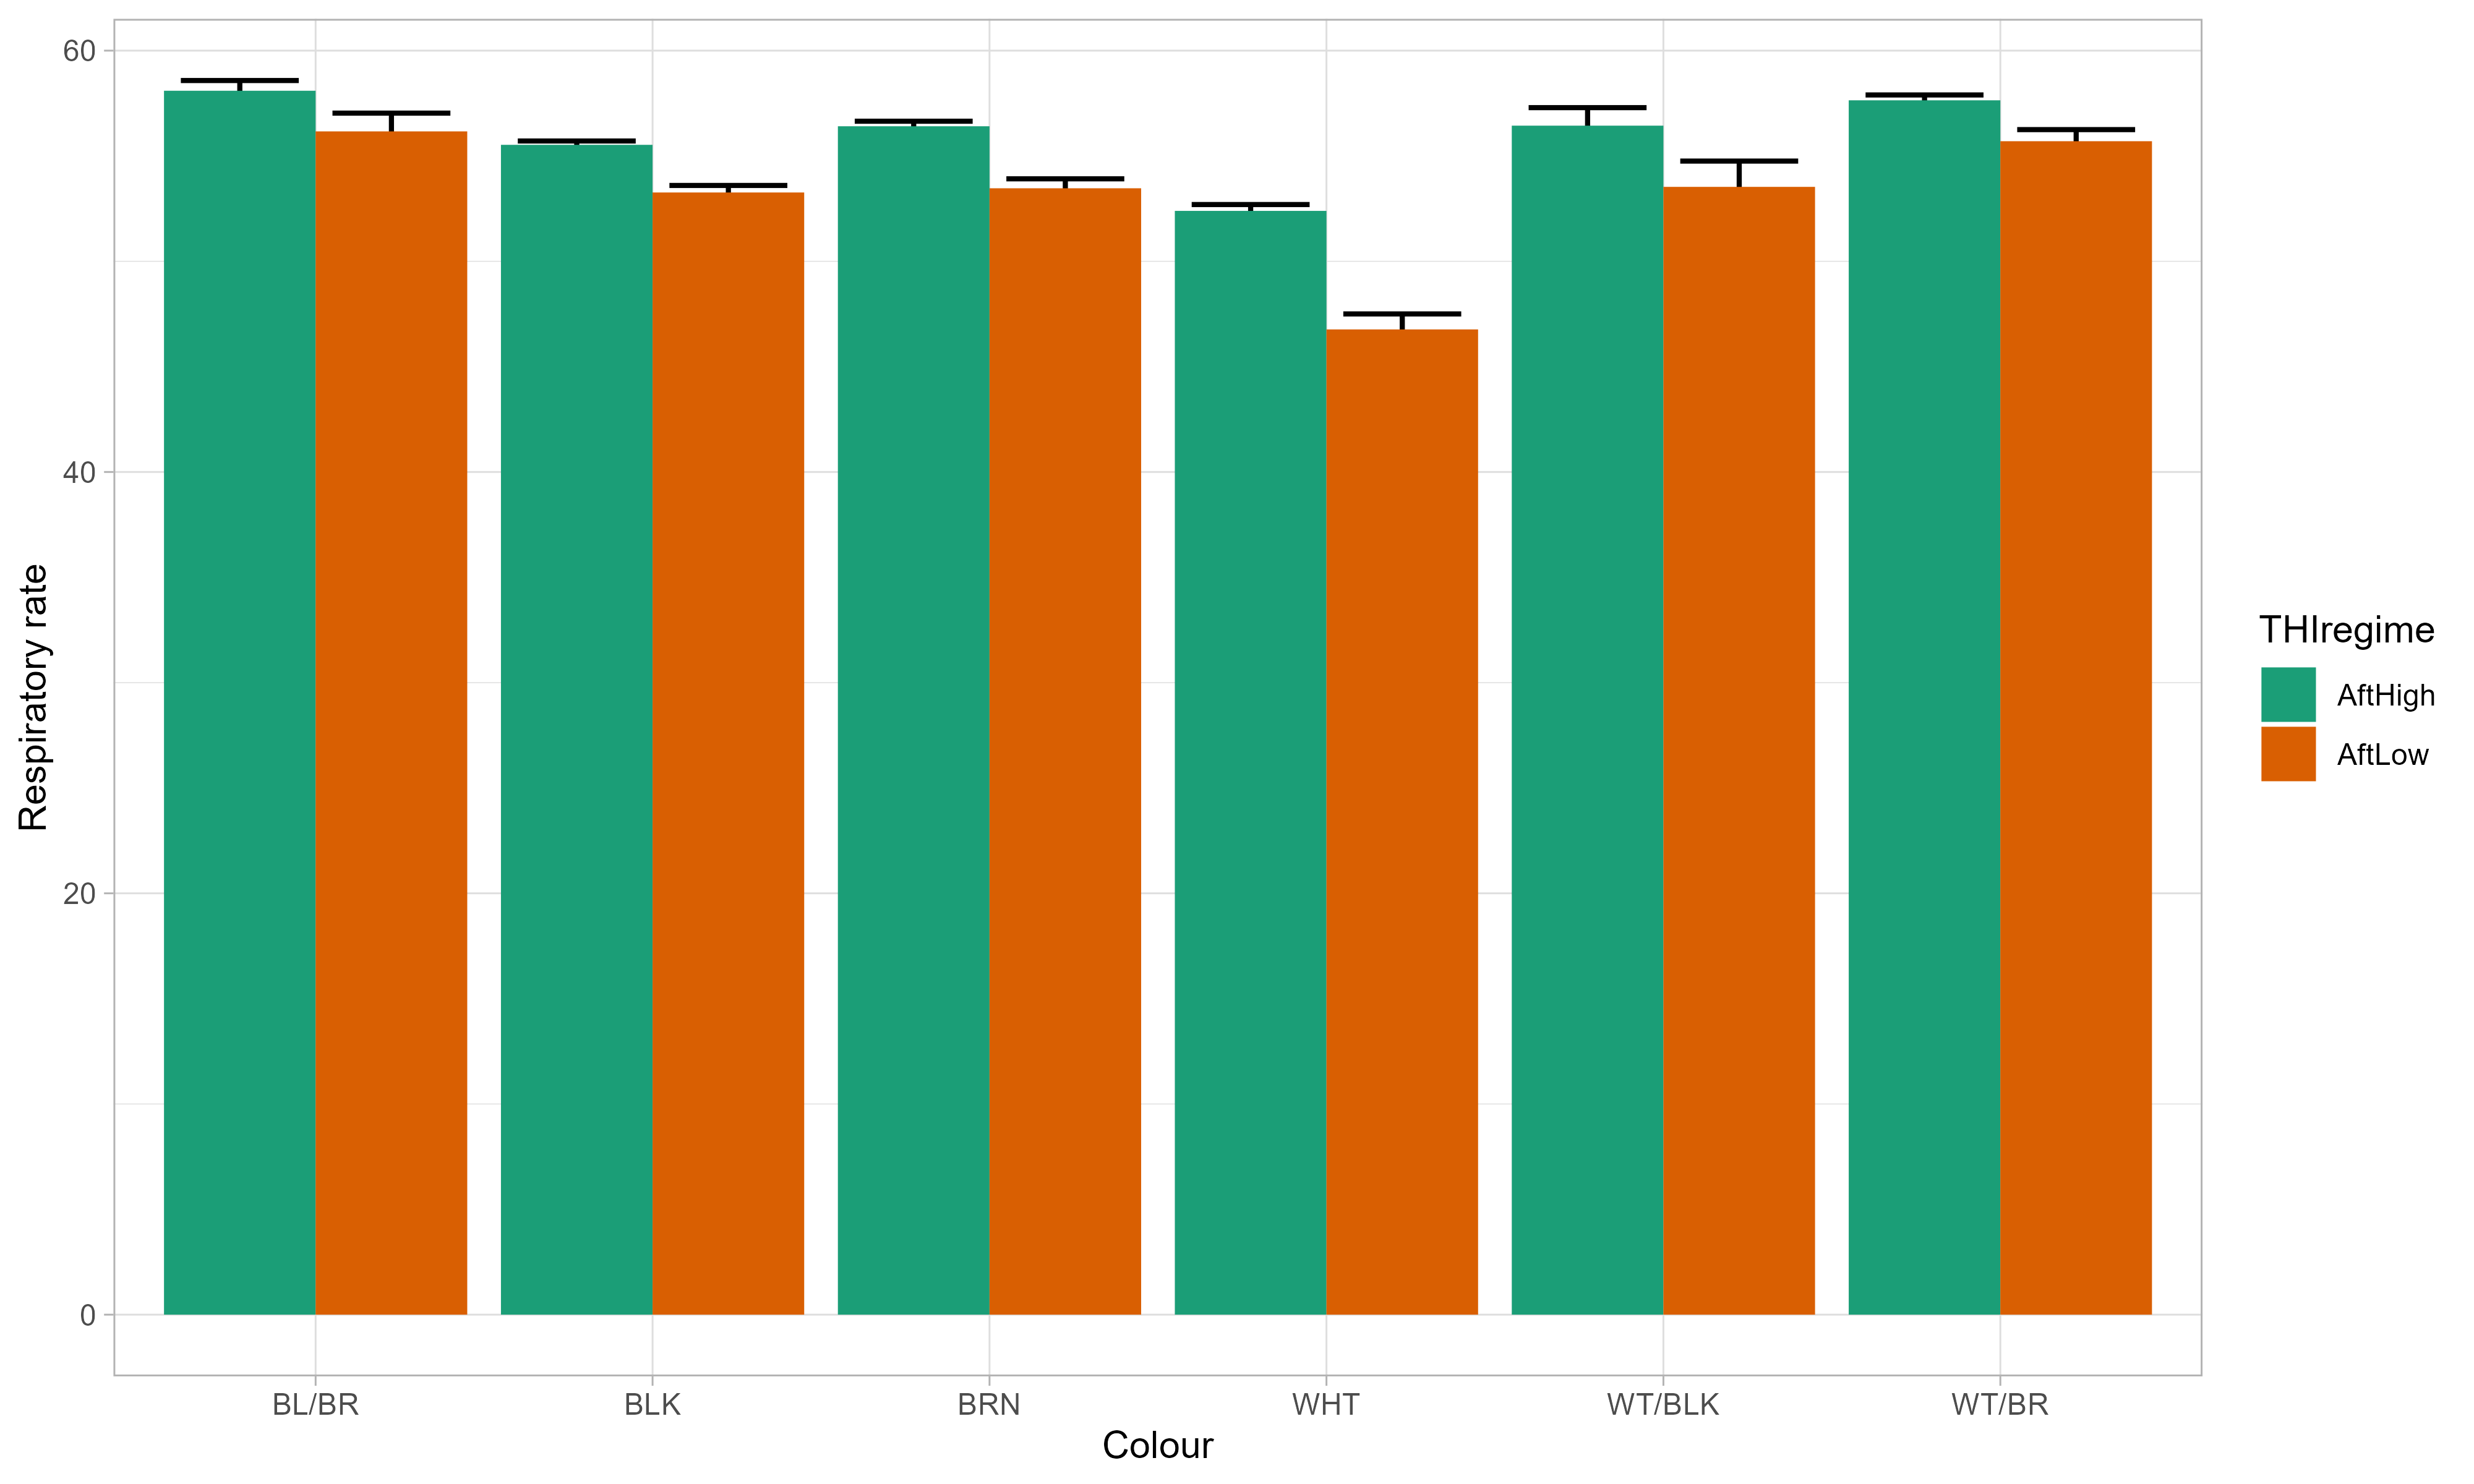 60
40
20
0
Respiratory rate
BL/BR BLK BRN WHT WT/BLK WT/BR
Colour
THIregime
AftHigh
AftLow